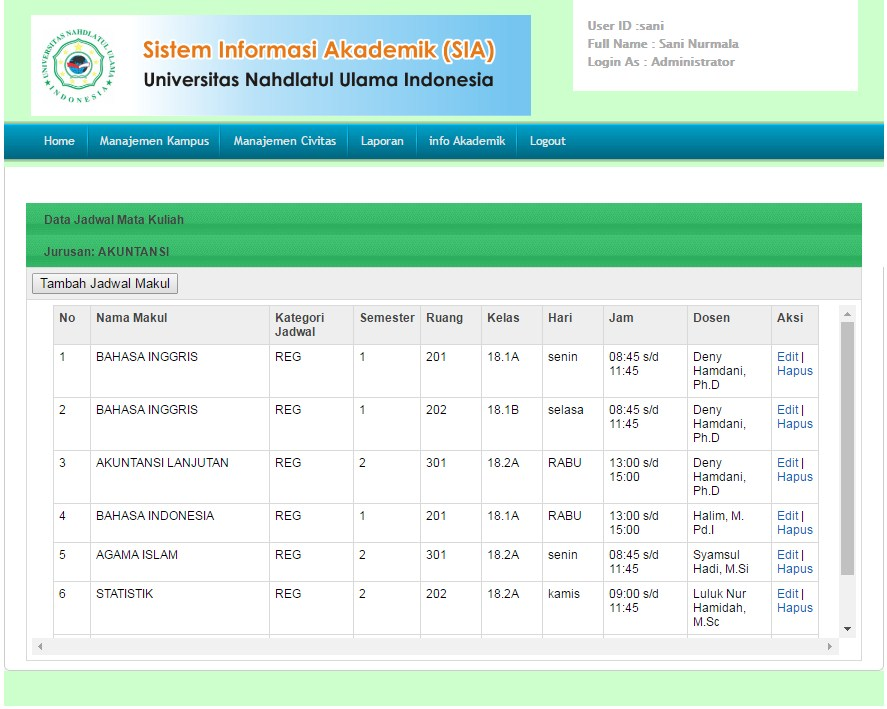 UNIVERSITAS NAHDLATUL ULAMA
INDONESIA
Sistem Informasi Akademik (SIA)
Universitas Nahdlatul Ulama Indonesia
User ID :sani
Full Name : Sani Nurmala
Login As : Administrator
Home Manajemen Kampus Manajemen Civitas Laporan info Akademik Logout
Data Jadwal Mata Kuliah
Jurusan: AKUNTANSI
Tambah Jadwal Makul
No Nama Makul Kategori Semester Ruang Kelas Hari Jam Dosen Aksi
Jadwal
1 BAHASA INGGRIS REG 1 201 18.1A senin 08:45 s/d Deny Edit |
11:45 Hamdani, Hapus
Ph.D
2 BAHASA INGGRIS REG 1 202 18.1B selasa 08:45 s/d Deny Edit |
11:45 Hamdani, Hapus
Ph.D
3 AKUNTANSI LANJUTAN REG 2 301 18.2A RABU 13:00 s/d Deny Edit |
15:00 Hamdani, Hapus
Ph.D
4 BAHASA INDONESIA REG 1 201 18.1A RABU 13:00 s/d Halim, M. Edit |
15:00 Pd.I Hapus
5 AGAMA ISLAM REG 2 301 18.2A senin 08:45 s/d Syamsul Edit |
11:45 Hadi, M.Si Hapus
6 STATISTIK REG 2 202 18.2A kamis 09:00 s/d Luluk Nur Edit |
11:45 Hamidah, Hapus
M.Sc